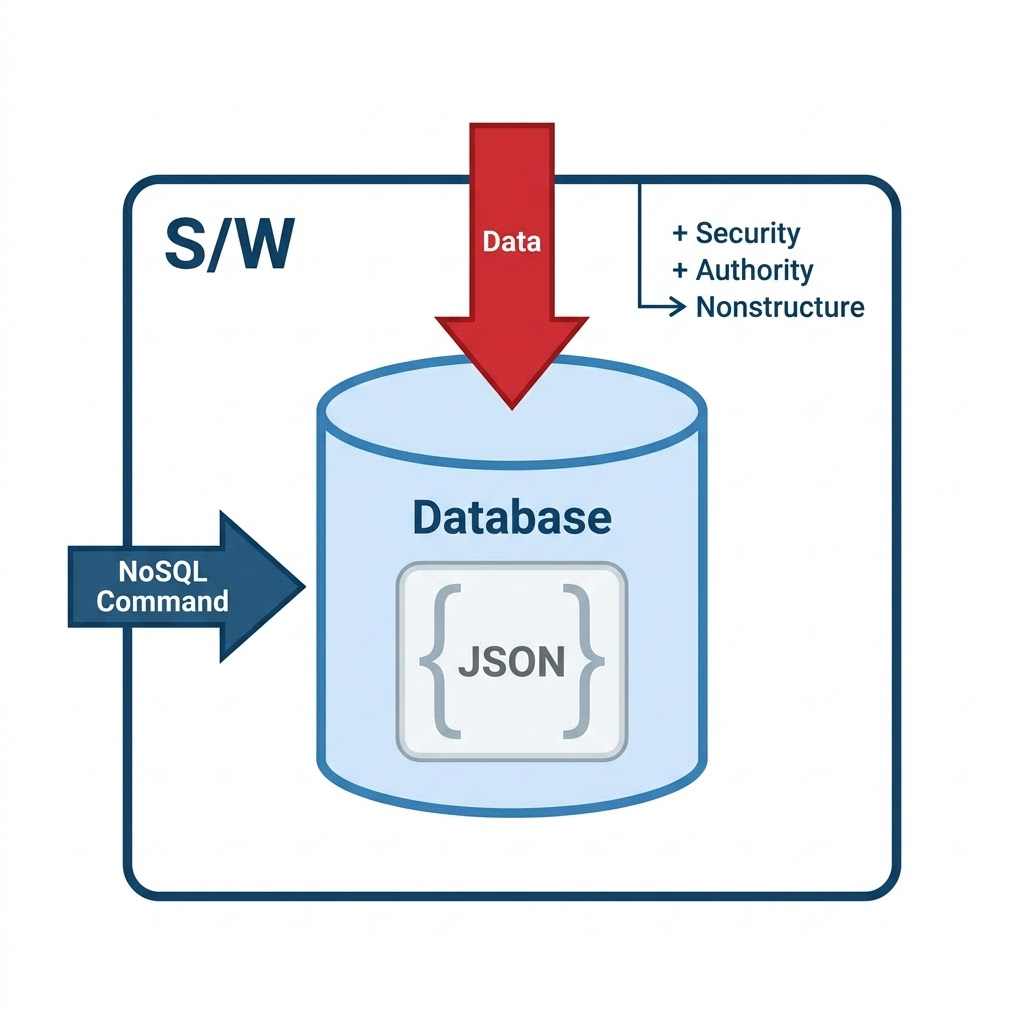 S/W
Data
+ Security
+ Authority
Nonstructure
Database
NoSQL
Command
{JSON}